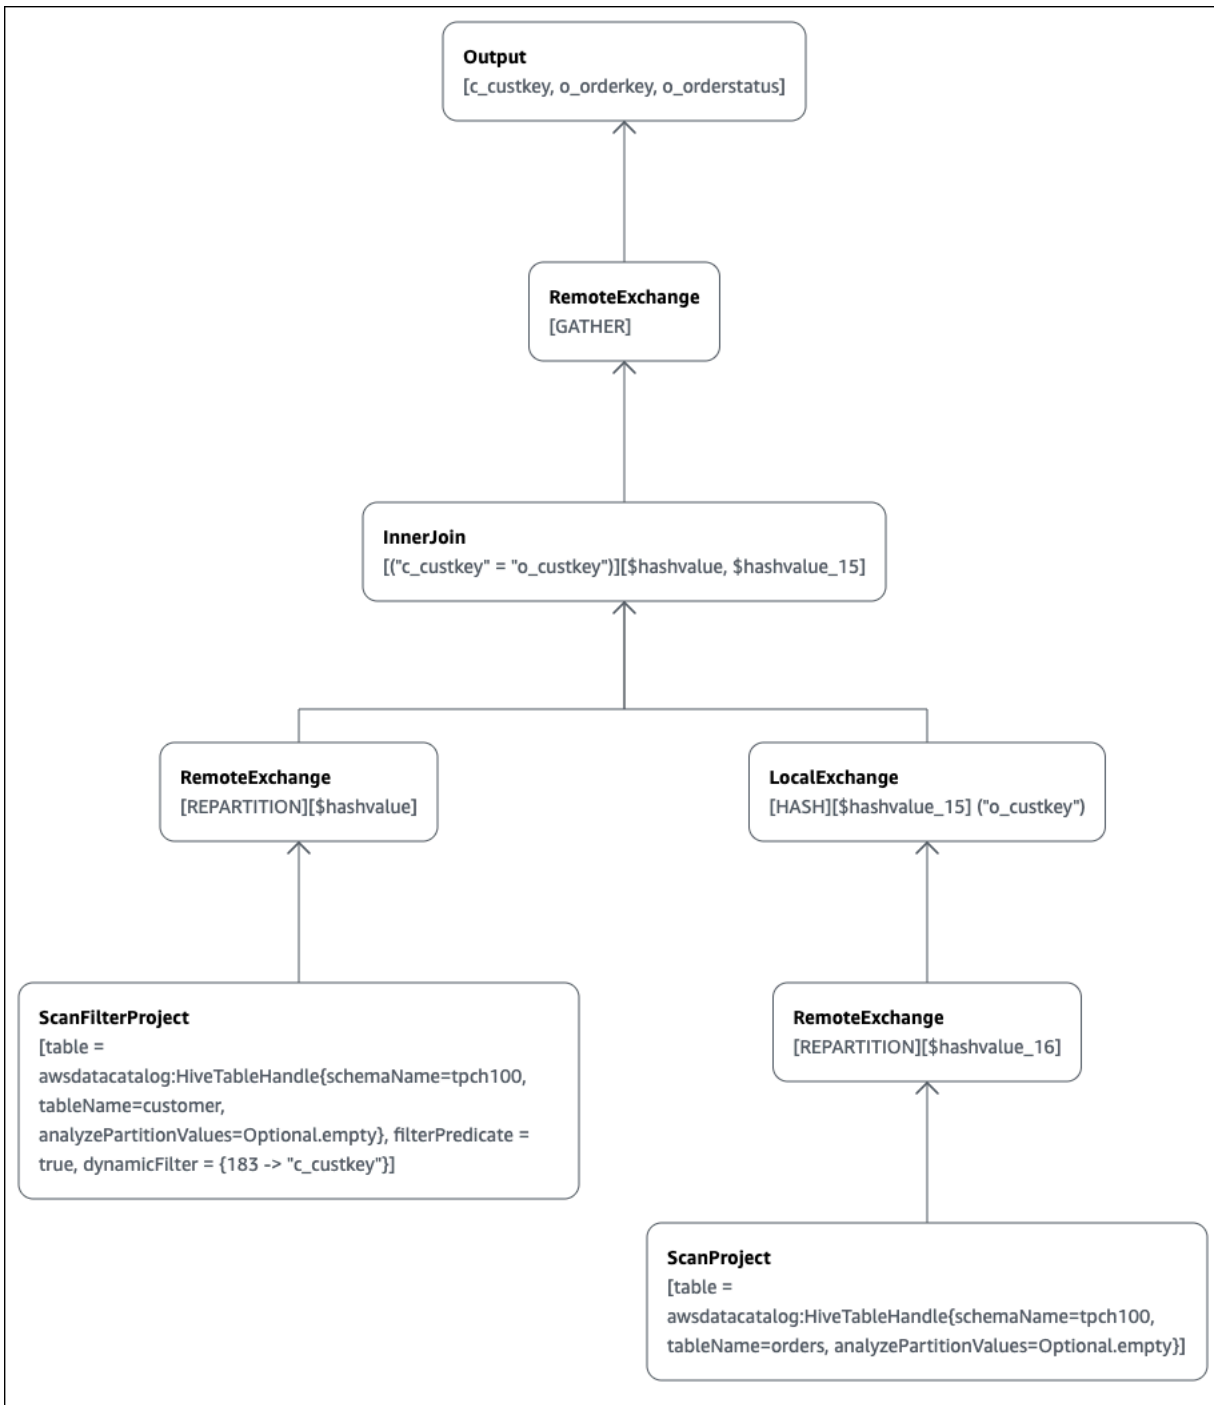 Output
[c_custkey, o_orderkey, o_orderstatus]
RemoteExchange
[GATHER]
InnerJoin
[("c_custkey" = "o_custkey")][$hashvalue, $hashvalue_15]
RemoteExchange
[REPARTITION][$hashvalue]
LocalExchange
[HASH][$hashvalue_15] ("o_custkey")
ScanFilterProject
[table =
awsdatacatalog:HiveTableHandle{schemaName=tpch100,
tableName=customer,
analyzePartitionValues=Optional.empty}, filterPredicate =
true, dynamicFilter = {183 -> "c_custkey"}]
RemoteExchange
[REPARTITION][$hashvalue_16]
ScanProject
[table =
awsdatacatalog:HiveTableHandle{schemaName=tpch100,
tableName=orders, analyzePartitionValues=Optional.empty}]